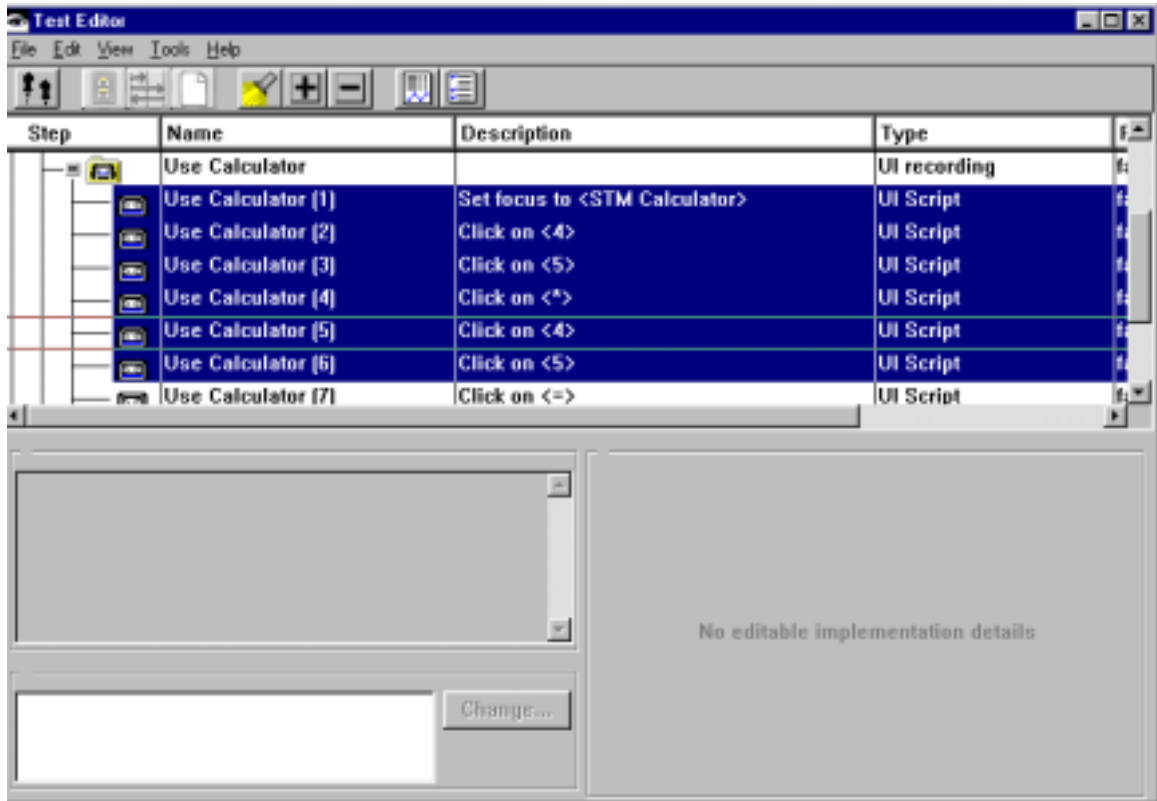 Test Editor
File Edit View Tools Help
Step Name Description Type
Use Calculator UI recording
Use Calculator (1) Set focus to <STM Calculator> UI Script
Use Calculator (2) Click on <4> UI Script
Use Calculator (3) Click on <5> UI Script
Use Calculator (4) Click on <*> UI Script
Use Calculator (5) Click on <4> UI Script
Use Calculator (6) Click on <5> UI Script
Use Calculator (7) Click on <=> UI Script
No editable implementation details
Change...